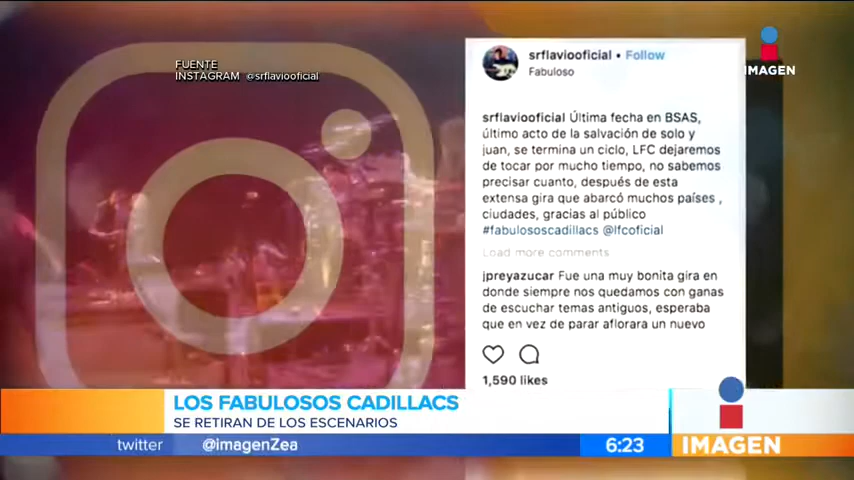 FUENTE
INSTAGRAM @srflaviooficial
srflaviooficial • Follow
Fabuloso
IMAGEN
srflaviooficial Última fecha en BSAS,
último acto de la salvación de solo y
juan, se termina un ciclo, LFC dejaremos
de tocar por mucho tiempo, no sabemos
precisar cuanto, después de esta
extensa gira que abarcó muchos países ,
ciudades, gracias al público
#fabulososcadillacs @lfcoficial
Load more comments
jpreyazucar Fue una muy bonita gira en
donde siempre nos quedamos con ganas
de escuchar temas antiguos, esperaba
que en vez de parar aflorara un nuevo
1,590 likes
LOS FABULOSOS CADILLACS
SE RETIRAN DE LOS ESCENARIOS
twitter @imagenZea 6:23 IMAGEN